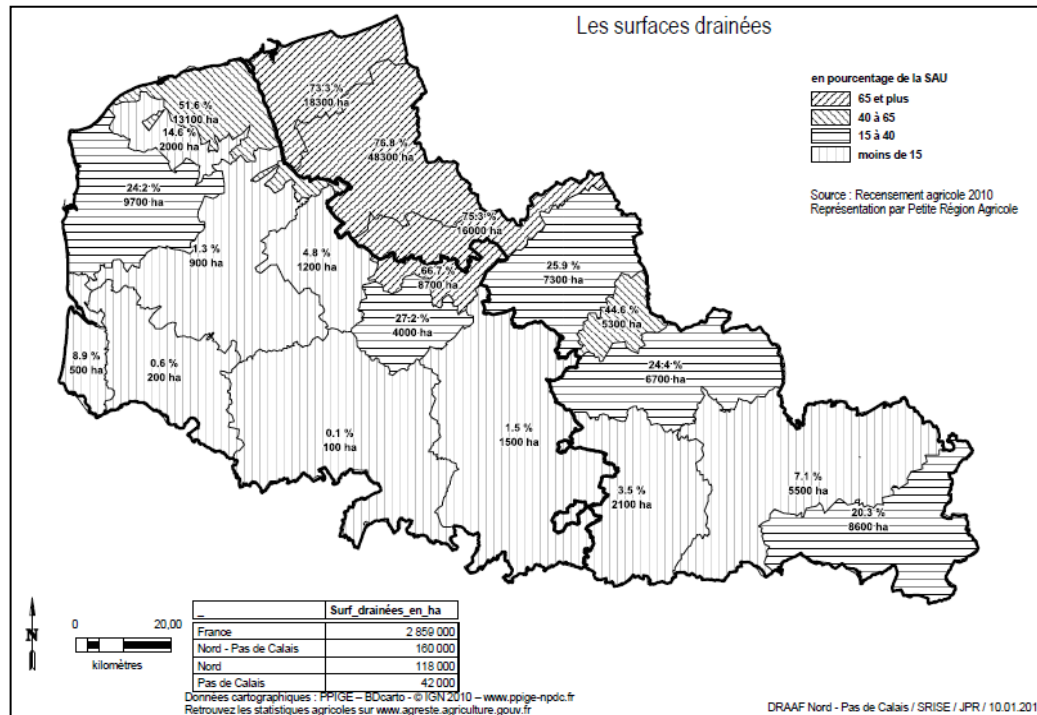 Les surfaces drainées
en pourcentage de la SAU
65 et plus
40 à 65
15 à 40
moins de 15
Source : Recensement agricole 2010
Représentation par Petite Région Agricole
73.3 %
18300 ha
51.6 %
13100 ha
14.6 %
2000 ha
76.8 %
48300 ha
24.2 %
9700 ha
75.3 %
16000 ha
1.3 %
900 ha
4.8 %
1200 ha
66.7 %
8700 ha
25.9 %
7300 ha
27.2 %
4000 ha
44.6 %
5300 ha
8.9 %
500 ha
0.6 %
200 ha
24.4 %
6700 ha
0.1 %
100 ha
1.5 %
1500 ha
3.5 %
2100 ha
7.1 %
5500 ha
20.3 %
8600 ha
N
0 20,00
kilomètres
_ Surf_drainées_en_ha
France 2 859 000
Nord - Pas de Calais 160 000
Nord 118 000
Pas de Calais 42 000
Données cartographiques : PPIGE – BDcarto - © IGN 2010 – www.ppige-npdc.fr
Retrouvez les statistiques agricoles sur www.agreste.agriculture.gouv.fr
DRAAF Nord - Pas de Calais / SRISE / JPR / 10.01.201